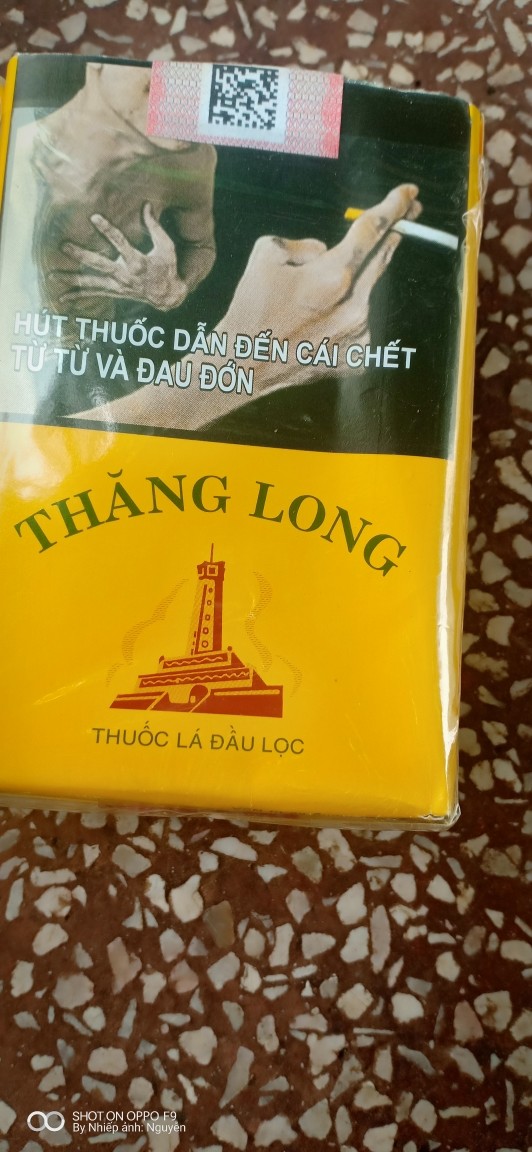 HÚT THUỐC DẪN ĐẾN CÁI CHẾT
TỪ TỪ VÀ ĐAU ĐỚN
THĂNG LONG
THUỐC LÁ ĐẦU LỌC
SHOT ON OPPO F9
By Nhiếp ảnh: Nguyên